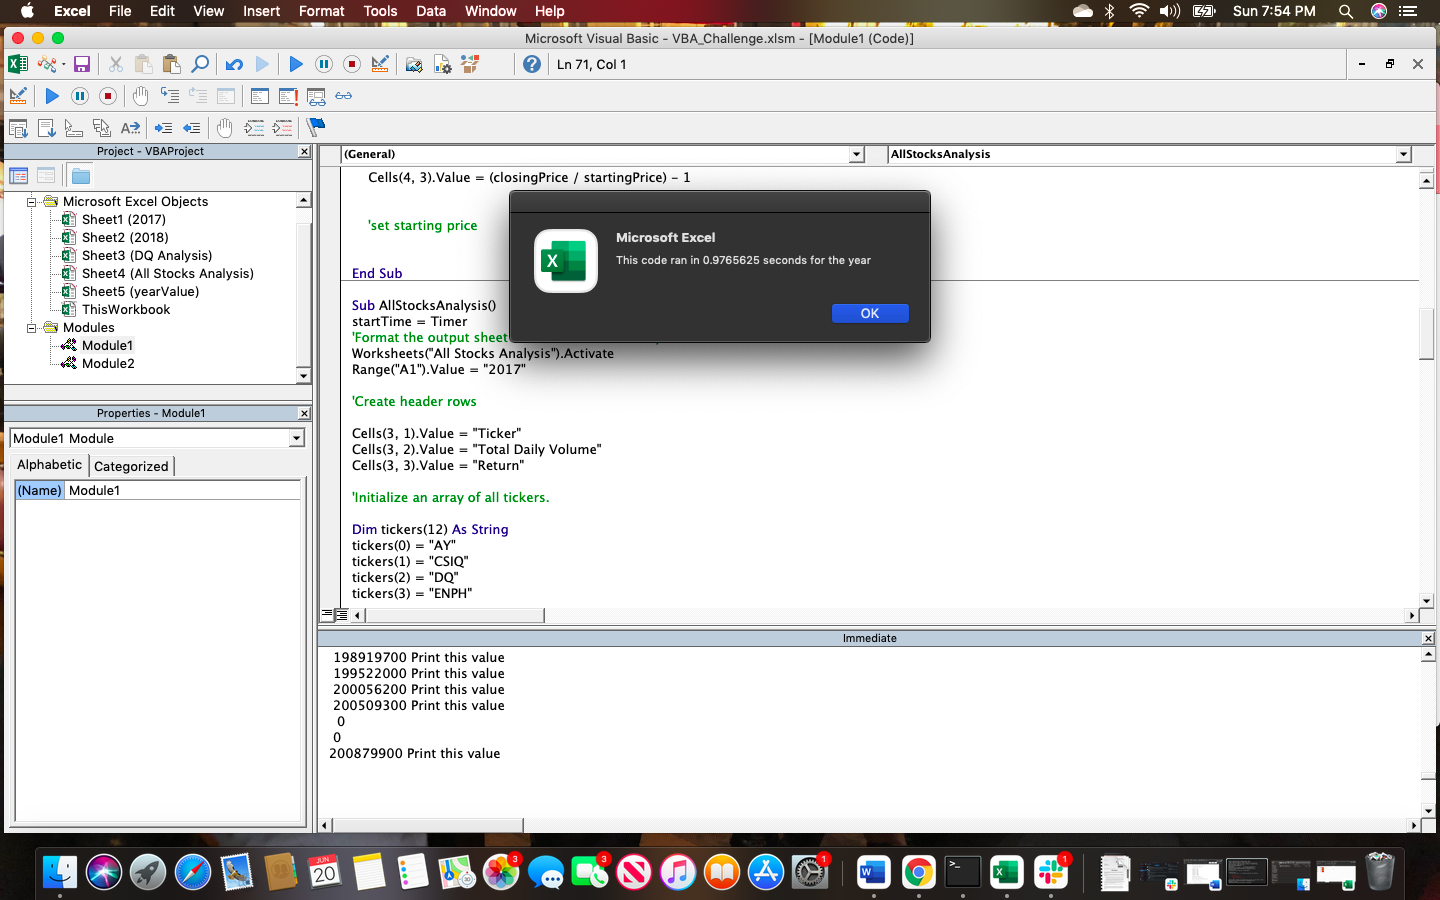 Excel File Edit View Insert Format Tools Data Window Help Sun 7:54 PM
Microsoft Visual Basic - VBA_Challenge.xlsm - [Module1 (Code)]
Ln 71, Col 1
Project - VBAProject
Microsoft Excel Objects
Sheet1 (2017)
Sheet2 (2018)
Sheet3 (DQ Analysis)
Sheet4 (All Stocks Analysis)
Sheet5 (yearValue)
ThisWorkbook
Modules
Module1
Module2
Properties - Module1
Module1 Module
Alphabetic Categorized
(Name) Module1
(General) AllStocksAnalysis
Cells(4, 3).Value = (closingPrice / startingPrice) - 1
'set starting price
End Sub
Sub AllStocksAnalysis()
startTime = Timer
'Format the output sheet
Worksheets("All Stocks Analysis").Activate
Range("A1").Value = "2017"
'Create header rows
Cells(3, 1).Value = "Ticker"
Cells(3, 2).Value = "Total Daily Volume"
Cells(3, 3).Value = "Return"
'Initialize an array of all tickers.
Dim tickers(12) As String
tickers(0) = "AY"
tickers(1) = "CSIQ"
tickers(2) = "DQ"
tickers(3) = "ENPH"
Microsoft Excel
This code ran in 0.9765625 seconds for the year
OK
Immediate
198919700 Print this value
199522000 Print this value
200056200 Print this value
200509300 Print this value
0
0
200879900 Print this value
JUN
20
3
3
1
1